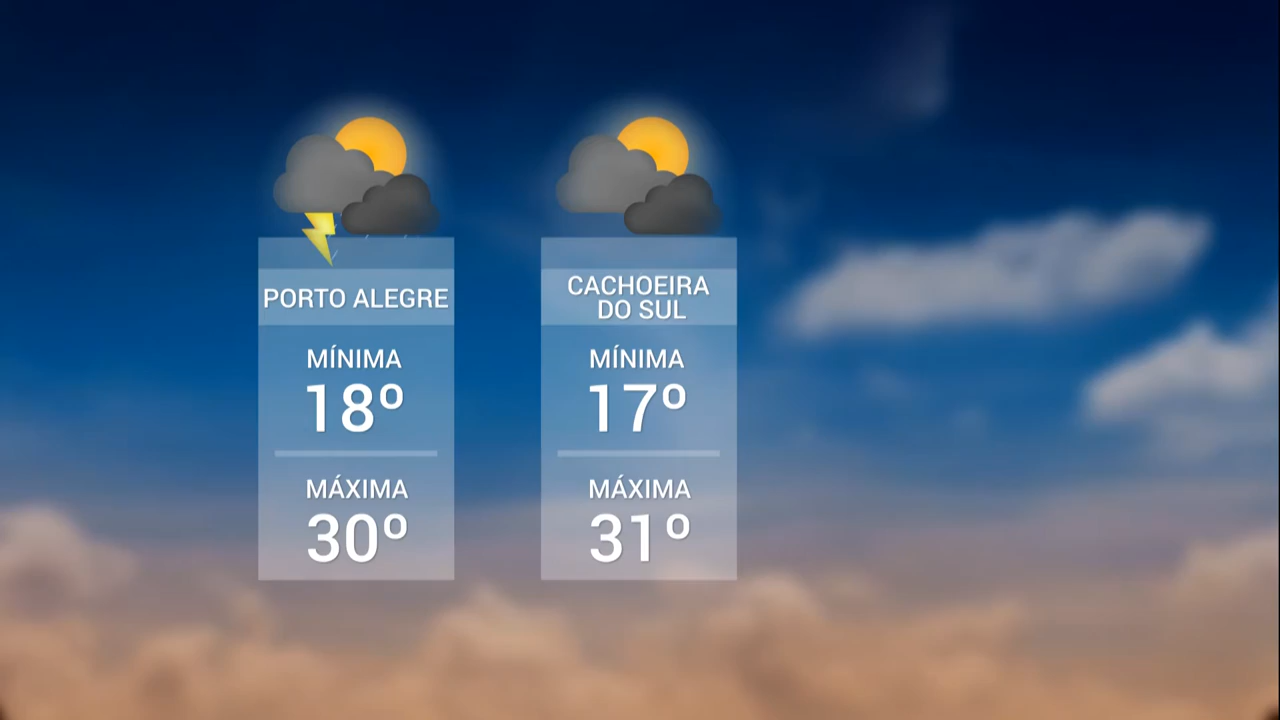 PORTO ALEGRE
MÍNIMA
18º
MÁXIMA
30º
CACHOEIRA
DO SUL
MÍNIMA
17º
MÁXIMA
31º